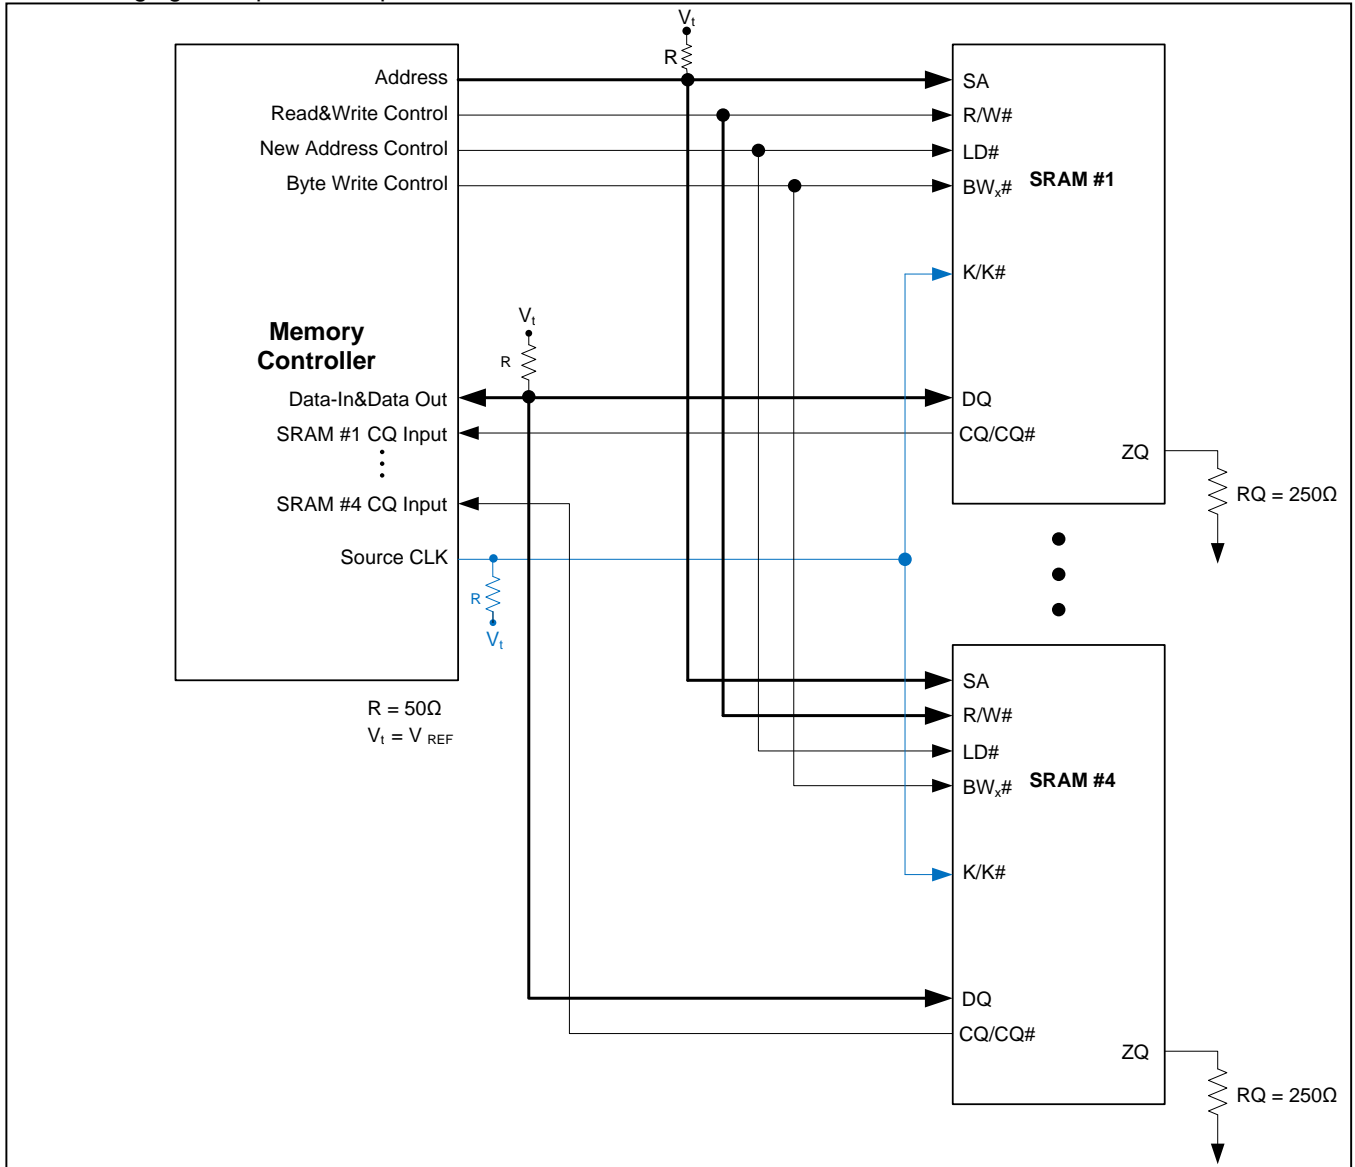 Vt
R
Address
Read&Write Control
New Address Control
Byte Write Control
Memory
Controller
Vt
R
Data-In&Data Out
SRAM #1 CQ Input
SRAM #4 CQ Input
Source CLK
R
Vt
R = 50Ω
Vt = V REF
SA
R/W#
LD#
BWx# SRAM #1
K/K#
DQ
CQ/CQ#
ZQ
RQ = 250Ω
SA
R/W#
LD#
BWx# SRAM #4
K/K#
DQ
CQ/CQ#
ZQ
RQ = 250Ω